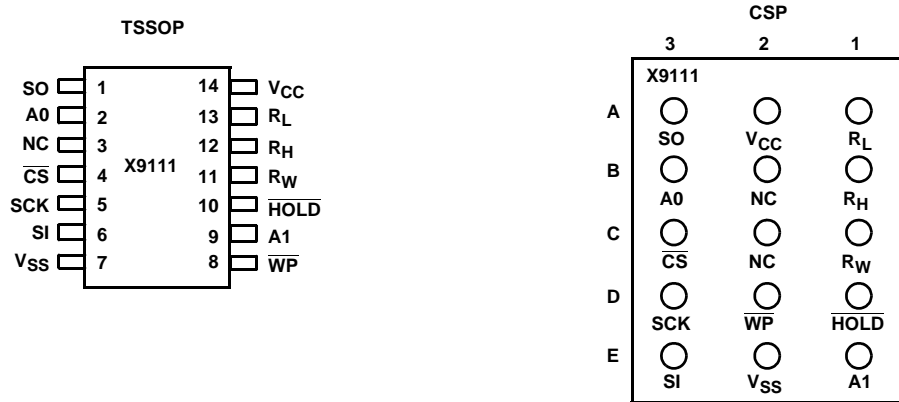 TSSOP
SO 1 14 VCC
A0 2 13 RL
NC 3 12 RH
CS 4 X9111 11 RW
SCK 5 10 HOLD
SI 6 9 A1
VSS 7 8 WP
CSP
3 2 1
X9111
A
SO VCC RL
B
A0 NC RH
C
CS NC RW
D
SCK WP HOLD
E
SI VSS A1